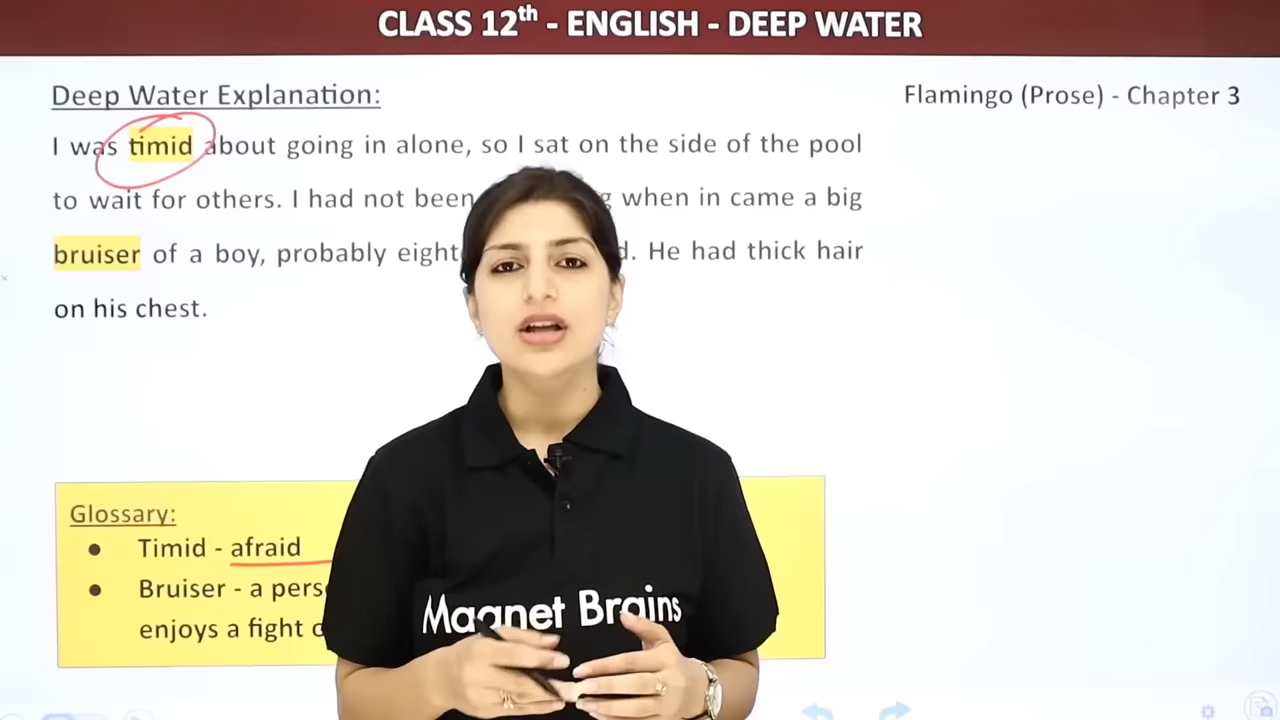 CLASS 12th - ENGLISH - DEEP WATER
Deep Water Explanation:
Flamingo (Prose) - Chapter 3
I was timid about going in alone, so I sat on the side of the pool
to wait for others. I had not been when in came a big
bruiser of a boy, probably He had thick hair
on his chest.
Glossary:
● Timid - afraid
● Bruiser - a
enjoys a fight
Magnet Brains